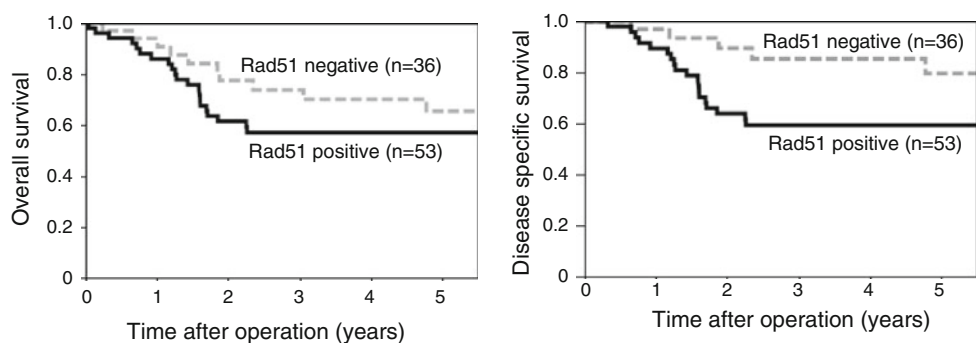 Overall survival
1.0
0.8
0.6
0.4
0.2
0
Rad51 negative (n=36)
Rad51 positive (n=53)
0 1 2 3 4 5
Time after operation (years)
Disease specific survival
1.0
0.8
0.6
0.4
0.2
0
Rad51 negative (n=36)
Rad51 positive (n=53)
0 1 2 3 4 5
Time after operation (years)